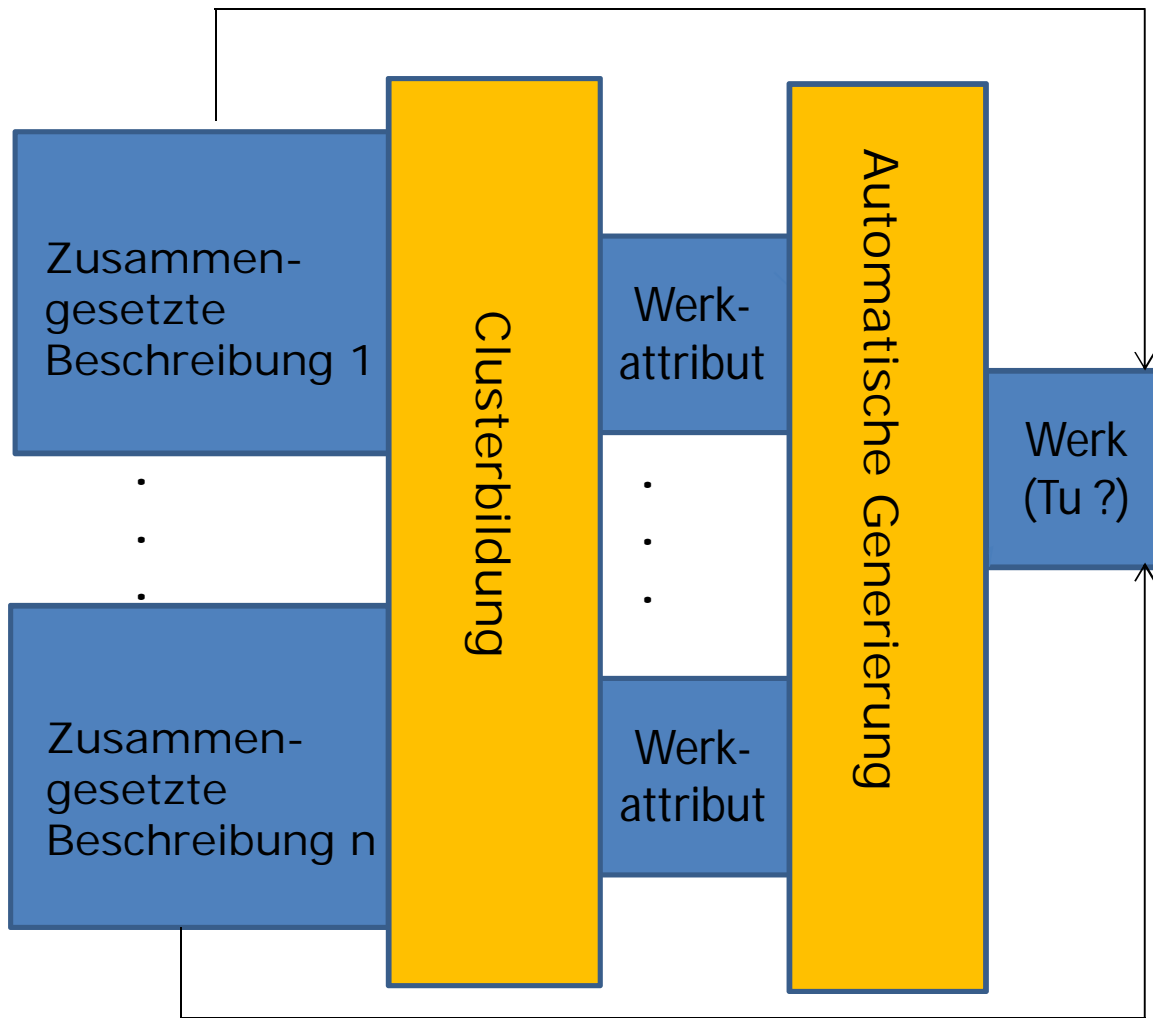 Zusammen-
gesetzte
Beschreibung 1
.
.
.
Zusammen-
gesetzte
Beschreibung n
Clusterbildung
Werk-
attribut
.
.
.
Werk-
attribut
Automatische Generierung
Werk
(Tu ?)